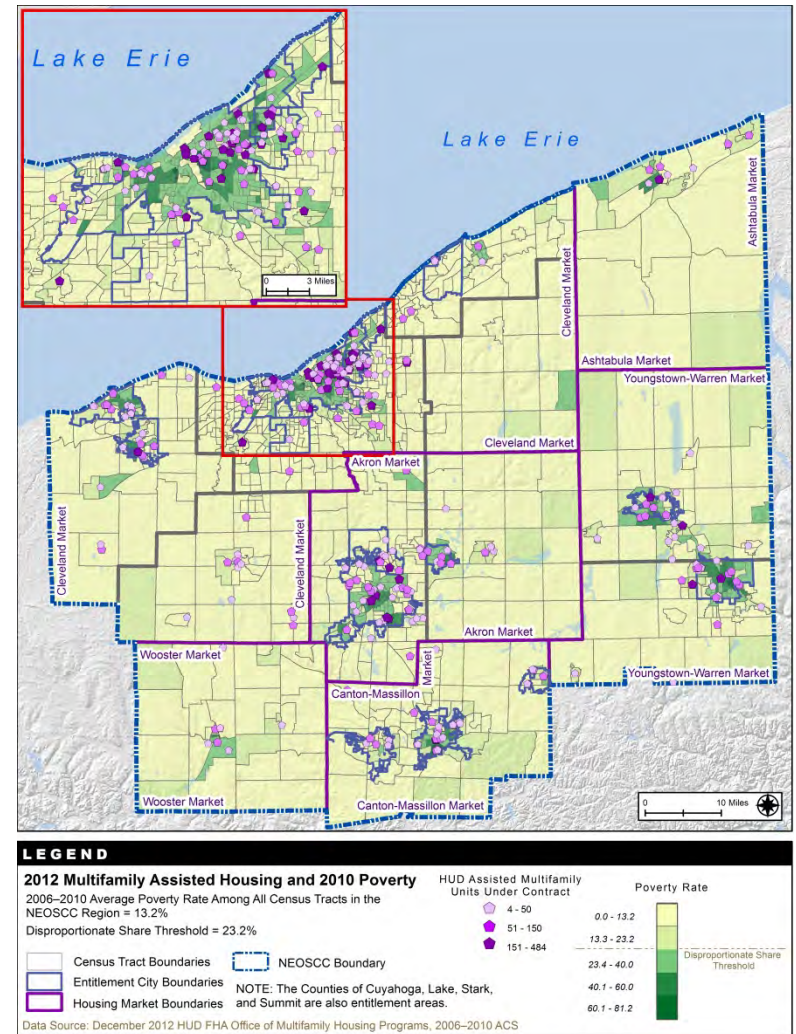 Lake Erie
0 3 Miles
Lake Erie
Ashtabula Market
Cleveland Market
Ashtabula Market
Youngstown-Warren Market
Cleveland Market
Akron Market
Cleveland Market
Cleveland Market
Akron Market
Wooster Market
Market
Youngstown-Warren Market
Canton-Massillon
0 10 Miles
Wooster Market
Canton-Massillon Market
LEGEND
2012 Multifamily Assisted Housing and 2010 Poverty
2006–2010 Average Poverty Rate Among All Census Tracts in the
NEOSCC Region = 13.2%
Disproportionate Share Threshold = 23.2%
Census Tract Boundaries
Entitlement City Boundaries
Housing Market Boundaries
NEOSCC Boundary
NOTE: The Counties of Cuyahoga, Lake, Stark,
and Summit are also entitlement areas.
HUD Assisted Multifamily
Units Under Contract
4 - 50
51 - 150
151 - 484
Poverty Rate
0.0 - 13.2
13.3 - 23.2
23.4 - 40.0
40.1 - 60.0
60.1 - 81.2
Disproportionate Share
Threshold
Data Source: December 2012 HUD FHA Office of Multifamily Housing Programs, 2006–2010 ACS